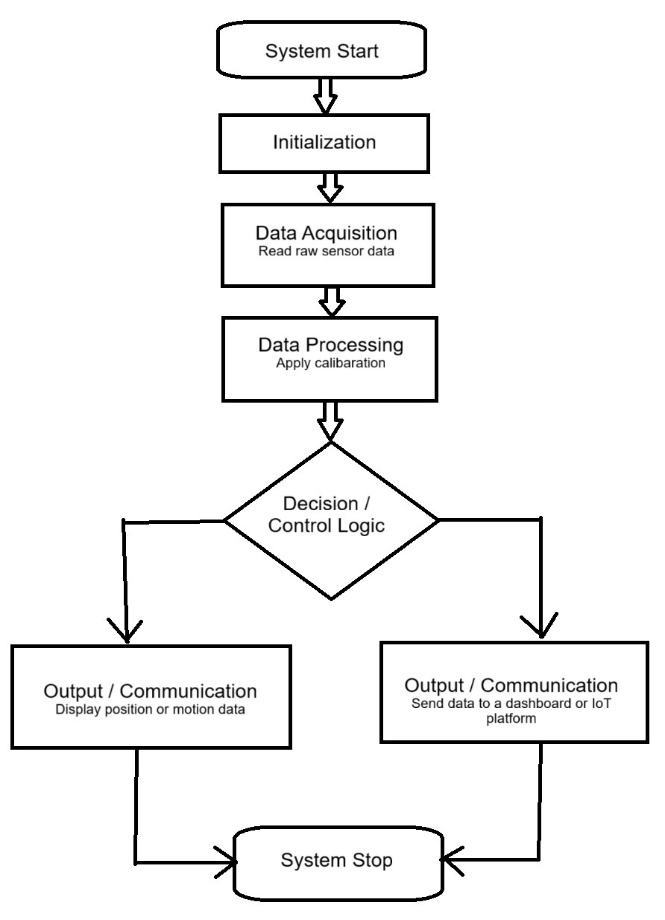 System Start
Initialization
Data Acquisition
Read raw sensor data
Data Processing
Apply calibaration
Decision /
Control Logic
Output / Communication
Display position or motion data
Output / Communication
Send data to a dashboard or IoT
platform
System Stop